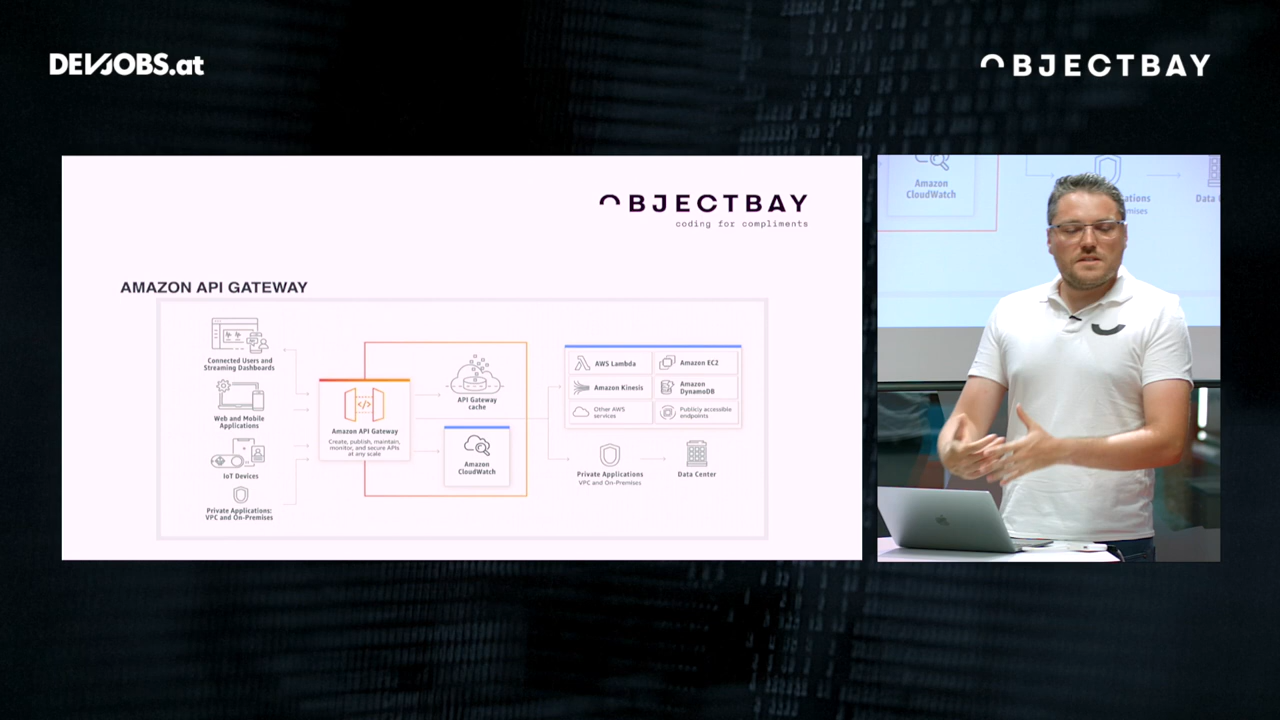 DEVJOBS.at
OBJECTBAY
OBJECTBAY
coding for compliments
AMAZON API GATEWAY
Connected Users and
Streaming Dashboards
Web and Mobile
Applications
IoT Devices
Private Applications:
VPC and On-Premises
Amazon API Gateway
Create, publish, maintain,
monitor, and secure APIs
at any scale
API Gateway
cache
Amazon
CloudWatch
AWS Lambda
Amazon EC2
Amazon Kinesis
Amazon
DynamoDB
Other AWS
services
Publicly accessible
endpoints
Private Applications
VPC and On-Premises
Data Center
Amazon
CloudWatch
ations
mises
Data